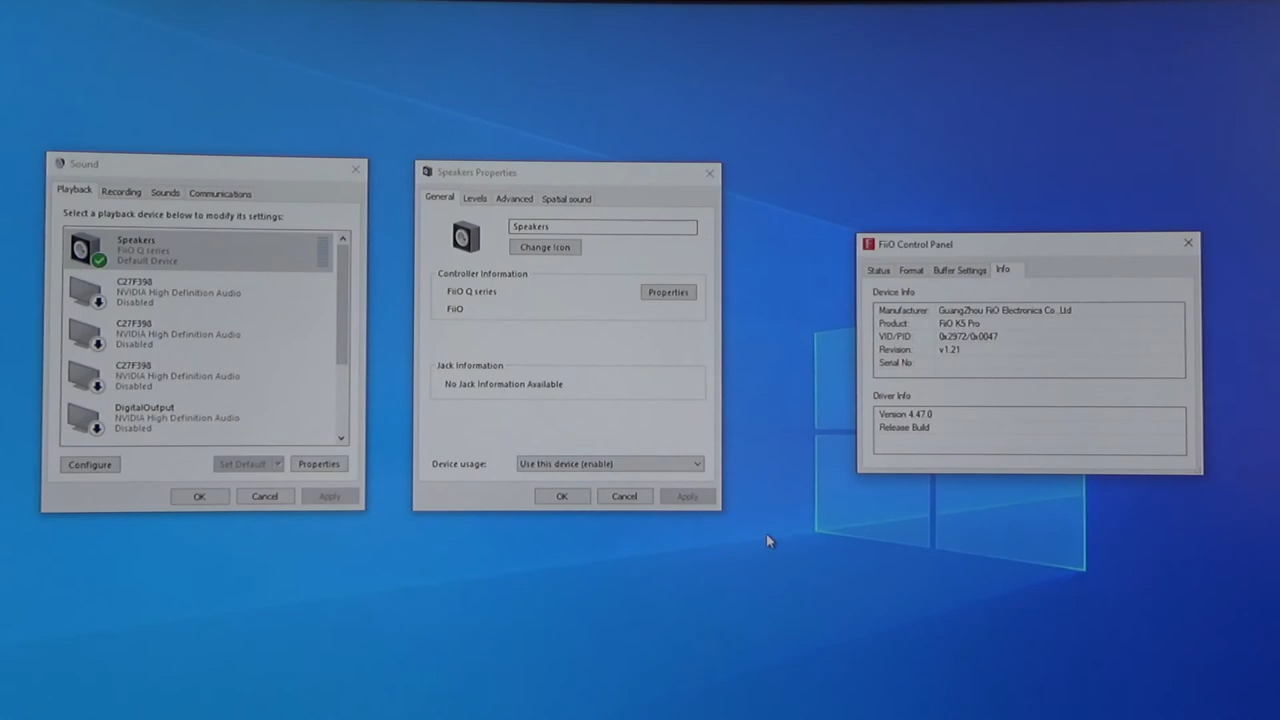 Sound
Playback Recording Sounds Communications
Select a playback device below to modify its settings:
Speakers
FiiO Q series
Default Device
C27F398
NVIDIA High Definition Audio
Disabled
C27F398
NVIDIA High Definition Audio
Disabled
C27F398
NVIDIA High Definition Audio
Disabled
DigitalOutput
NVIDIA High Definition Audio
Disabled
Configure Set Default Properties
OK Cancel Apply
Speakers Properties
General Levels Advanced Spatial sound
Speakers
Change Icon
Controller Information
FiiO Q series Properties
FiiO
Jack Information
No Jack Information Available
Device usage: Use this device (enable)
OK Cancel Apply
FiiO Control Panel
Status Format Buffer Settings Info
Device Info
Manufacturer: GuangZhou FiiO Electronics Co.,Ltd
Product: FiiO K5 Pro
VID/PID: 0x2972/0x0047
Revision: v1.21
Serial No:
Driver Info
Version 4.47.0
Release Build